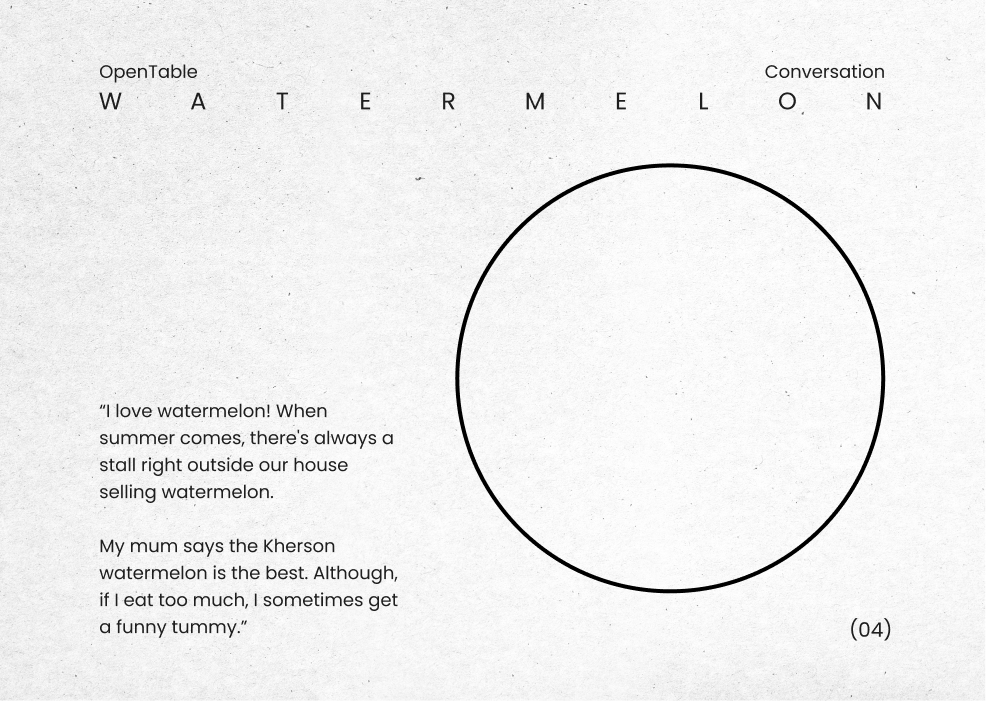 OpenTable
Conversation
W A T E R M E L O N
“I love watermelon! When
summer comes, there's always a
stall right outside our house
selling watermelon.
My mum says the Kherson
watermelon is the best. Although,
if I eat too much, I sometimes get
a funny tummy.”
(04)